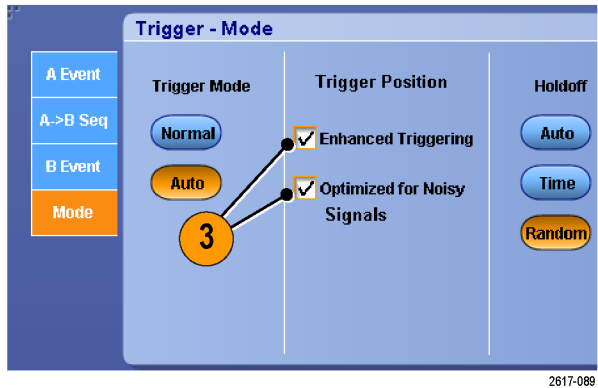 Trigger - Mode
A Event
A->B Seq
B Event
Mode
Trigger Mode
Normal
Auto
Trigger Position
Enhanced Triggering
Optimized for Noisy
Signals
3
Holdoff
Auto
Time
Random
2617-089